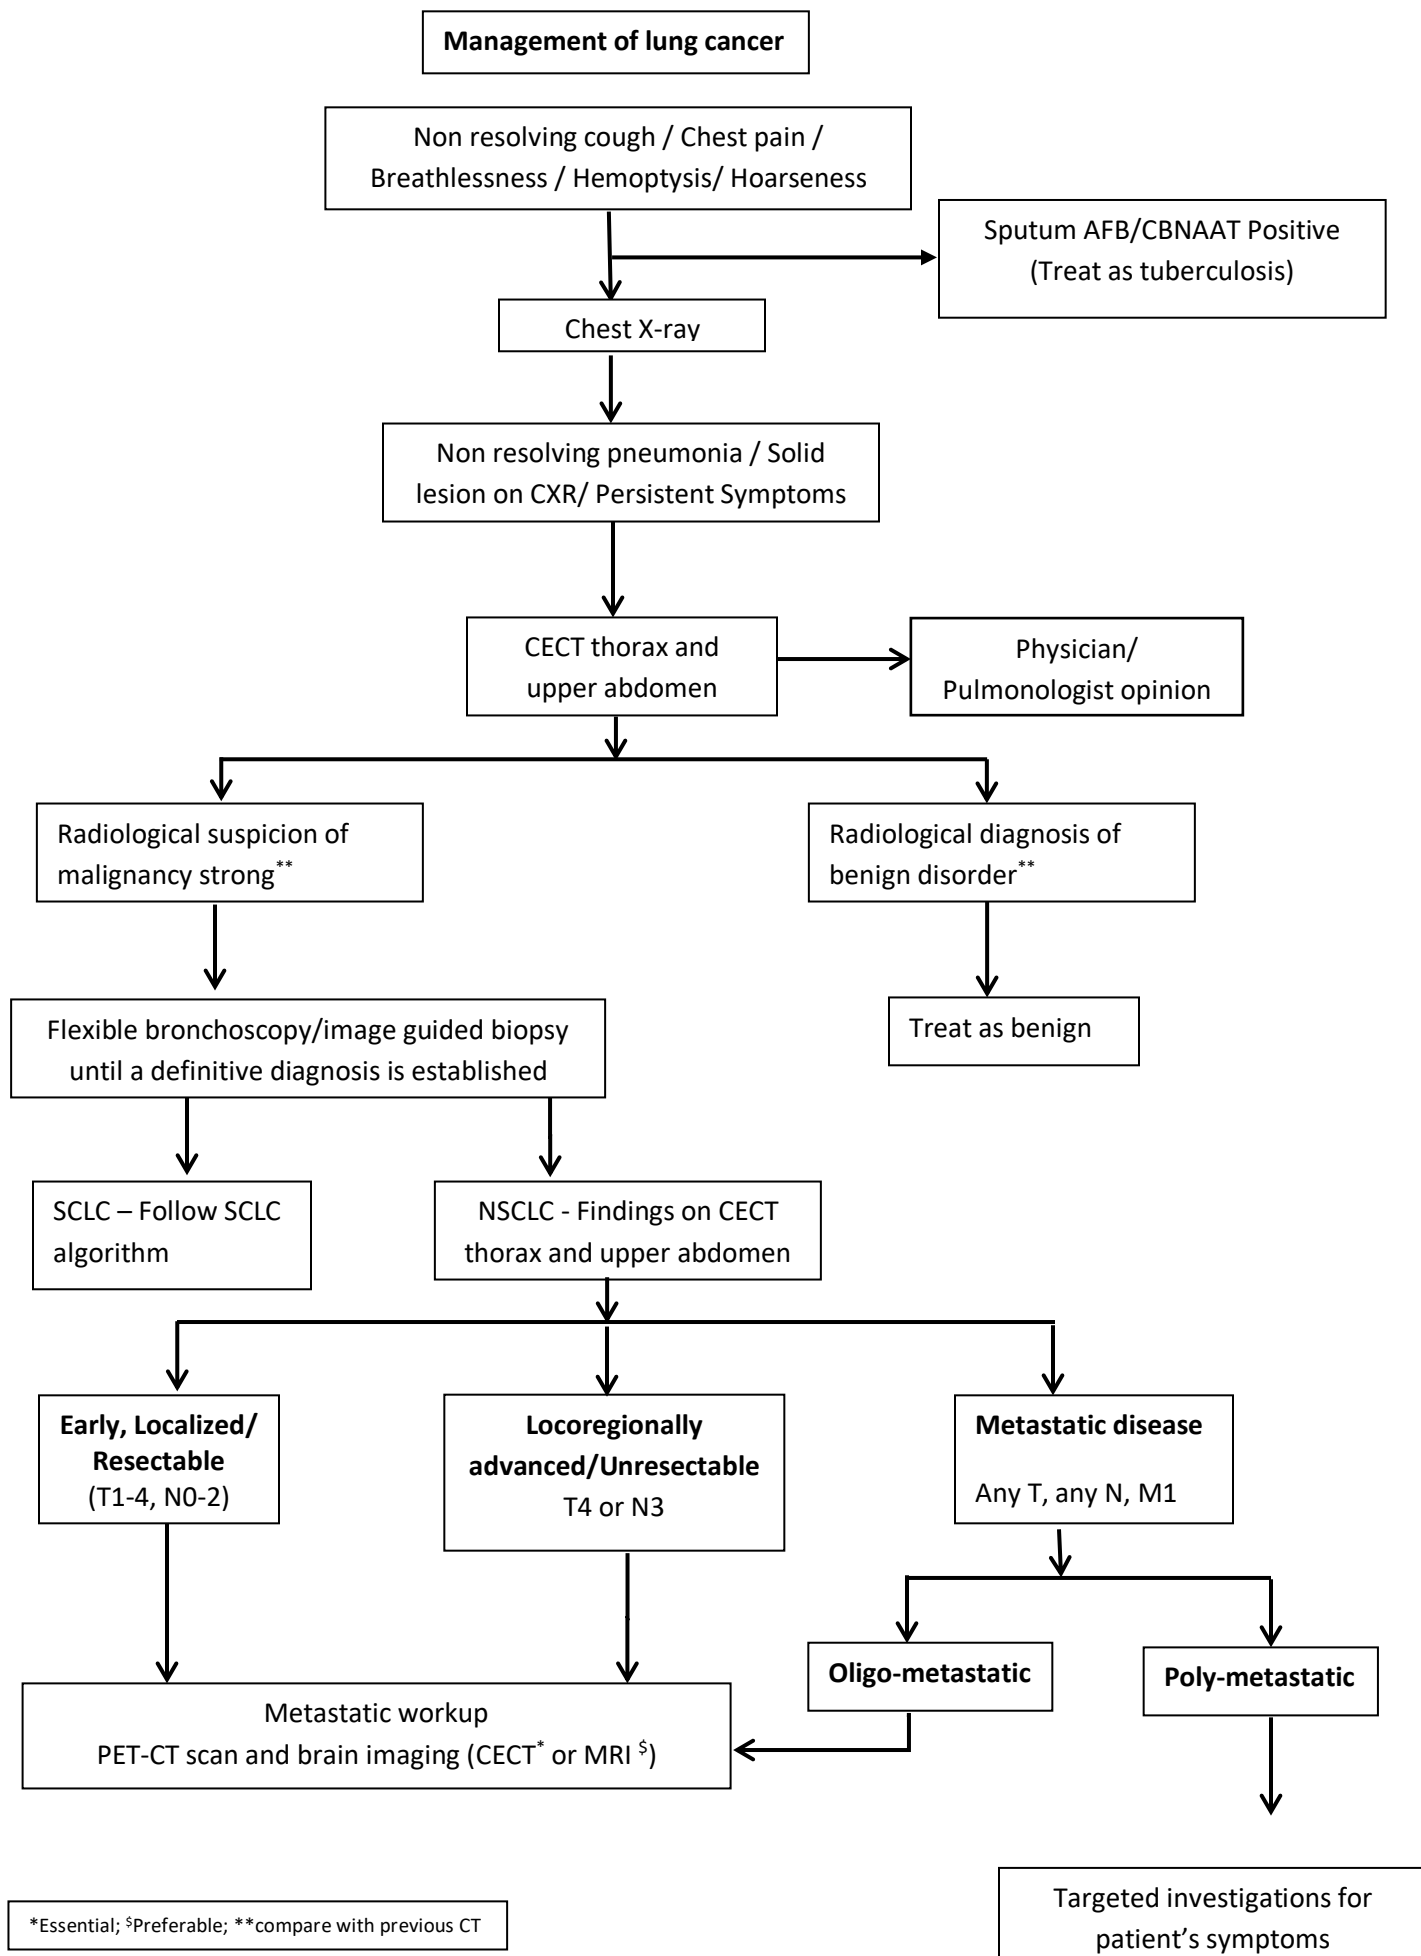 Management of lung cancer
Non resolving cough / Chest pain /
Breathlessness / Hemoptysis/ Hoarseness
Sputum AFB/CBNAAT Positive
(Treat as tuberculosis)
Chest X-ray
Non resolving pneumonia / Solid
lesion on CXR/ Persistent Symptoms
CECT thorax and
upper abdomen
Physician/
Pulmonologist opinion
Radiological suspicion of
malignancy strong**
Radiological diagnosis of
benign disorder**
Flexible bronchoscopy/image guided biopsy
until a definitive diagnosis is established
Treat as benign
SCLC – Follow SCLC
algorithm
NSCLC - Findings on CECT
thorax and upper abdomen
Early, Localized/
Resectable
(T1-4, N0-2)
Locoregionally
advanced/Unresectable
T4 or N3
Metastatic disease
Any T, any N, M1
Oligo-metastatic
Poly-metastatic
Metastatic workup
PET-CT scan and brain imaging (CECT* or MRI $)
Targeted investigations for
patient’s symptoms
*Essential; $Preferable; **compare with previous CT